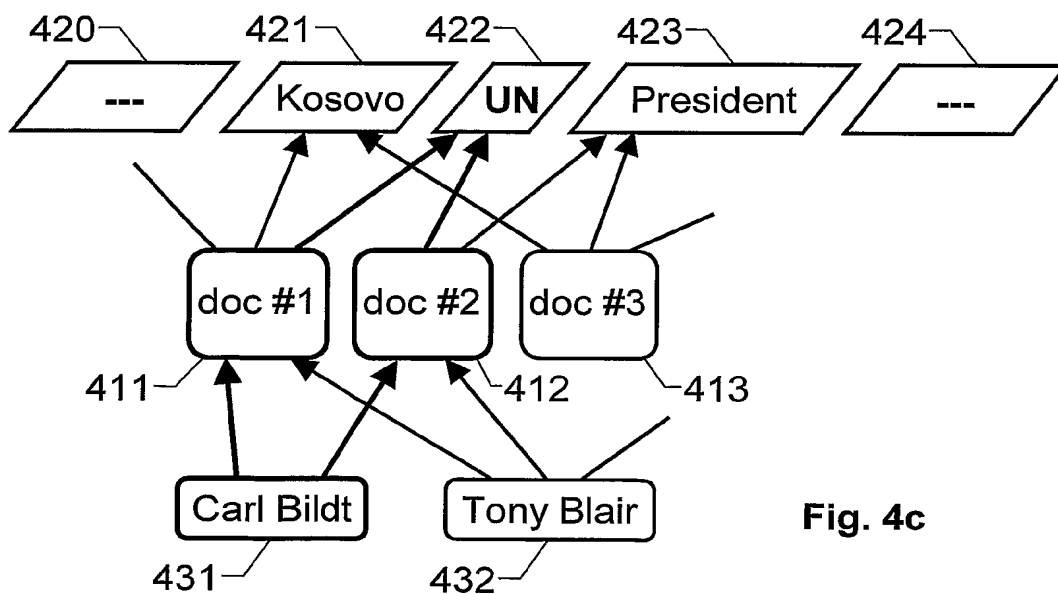 420 421 422 423 424
--- Kosovo UN President ---
doc #1 doc #2 doc #3
411 412 413
Carl Bildt Tony Blair
Fig. 4c
431 432